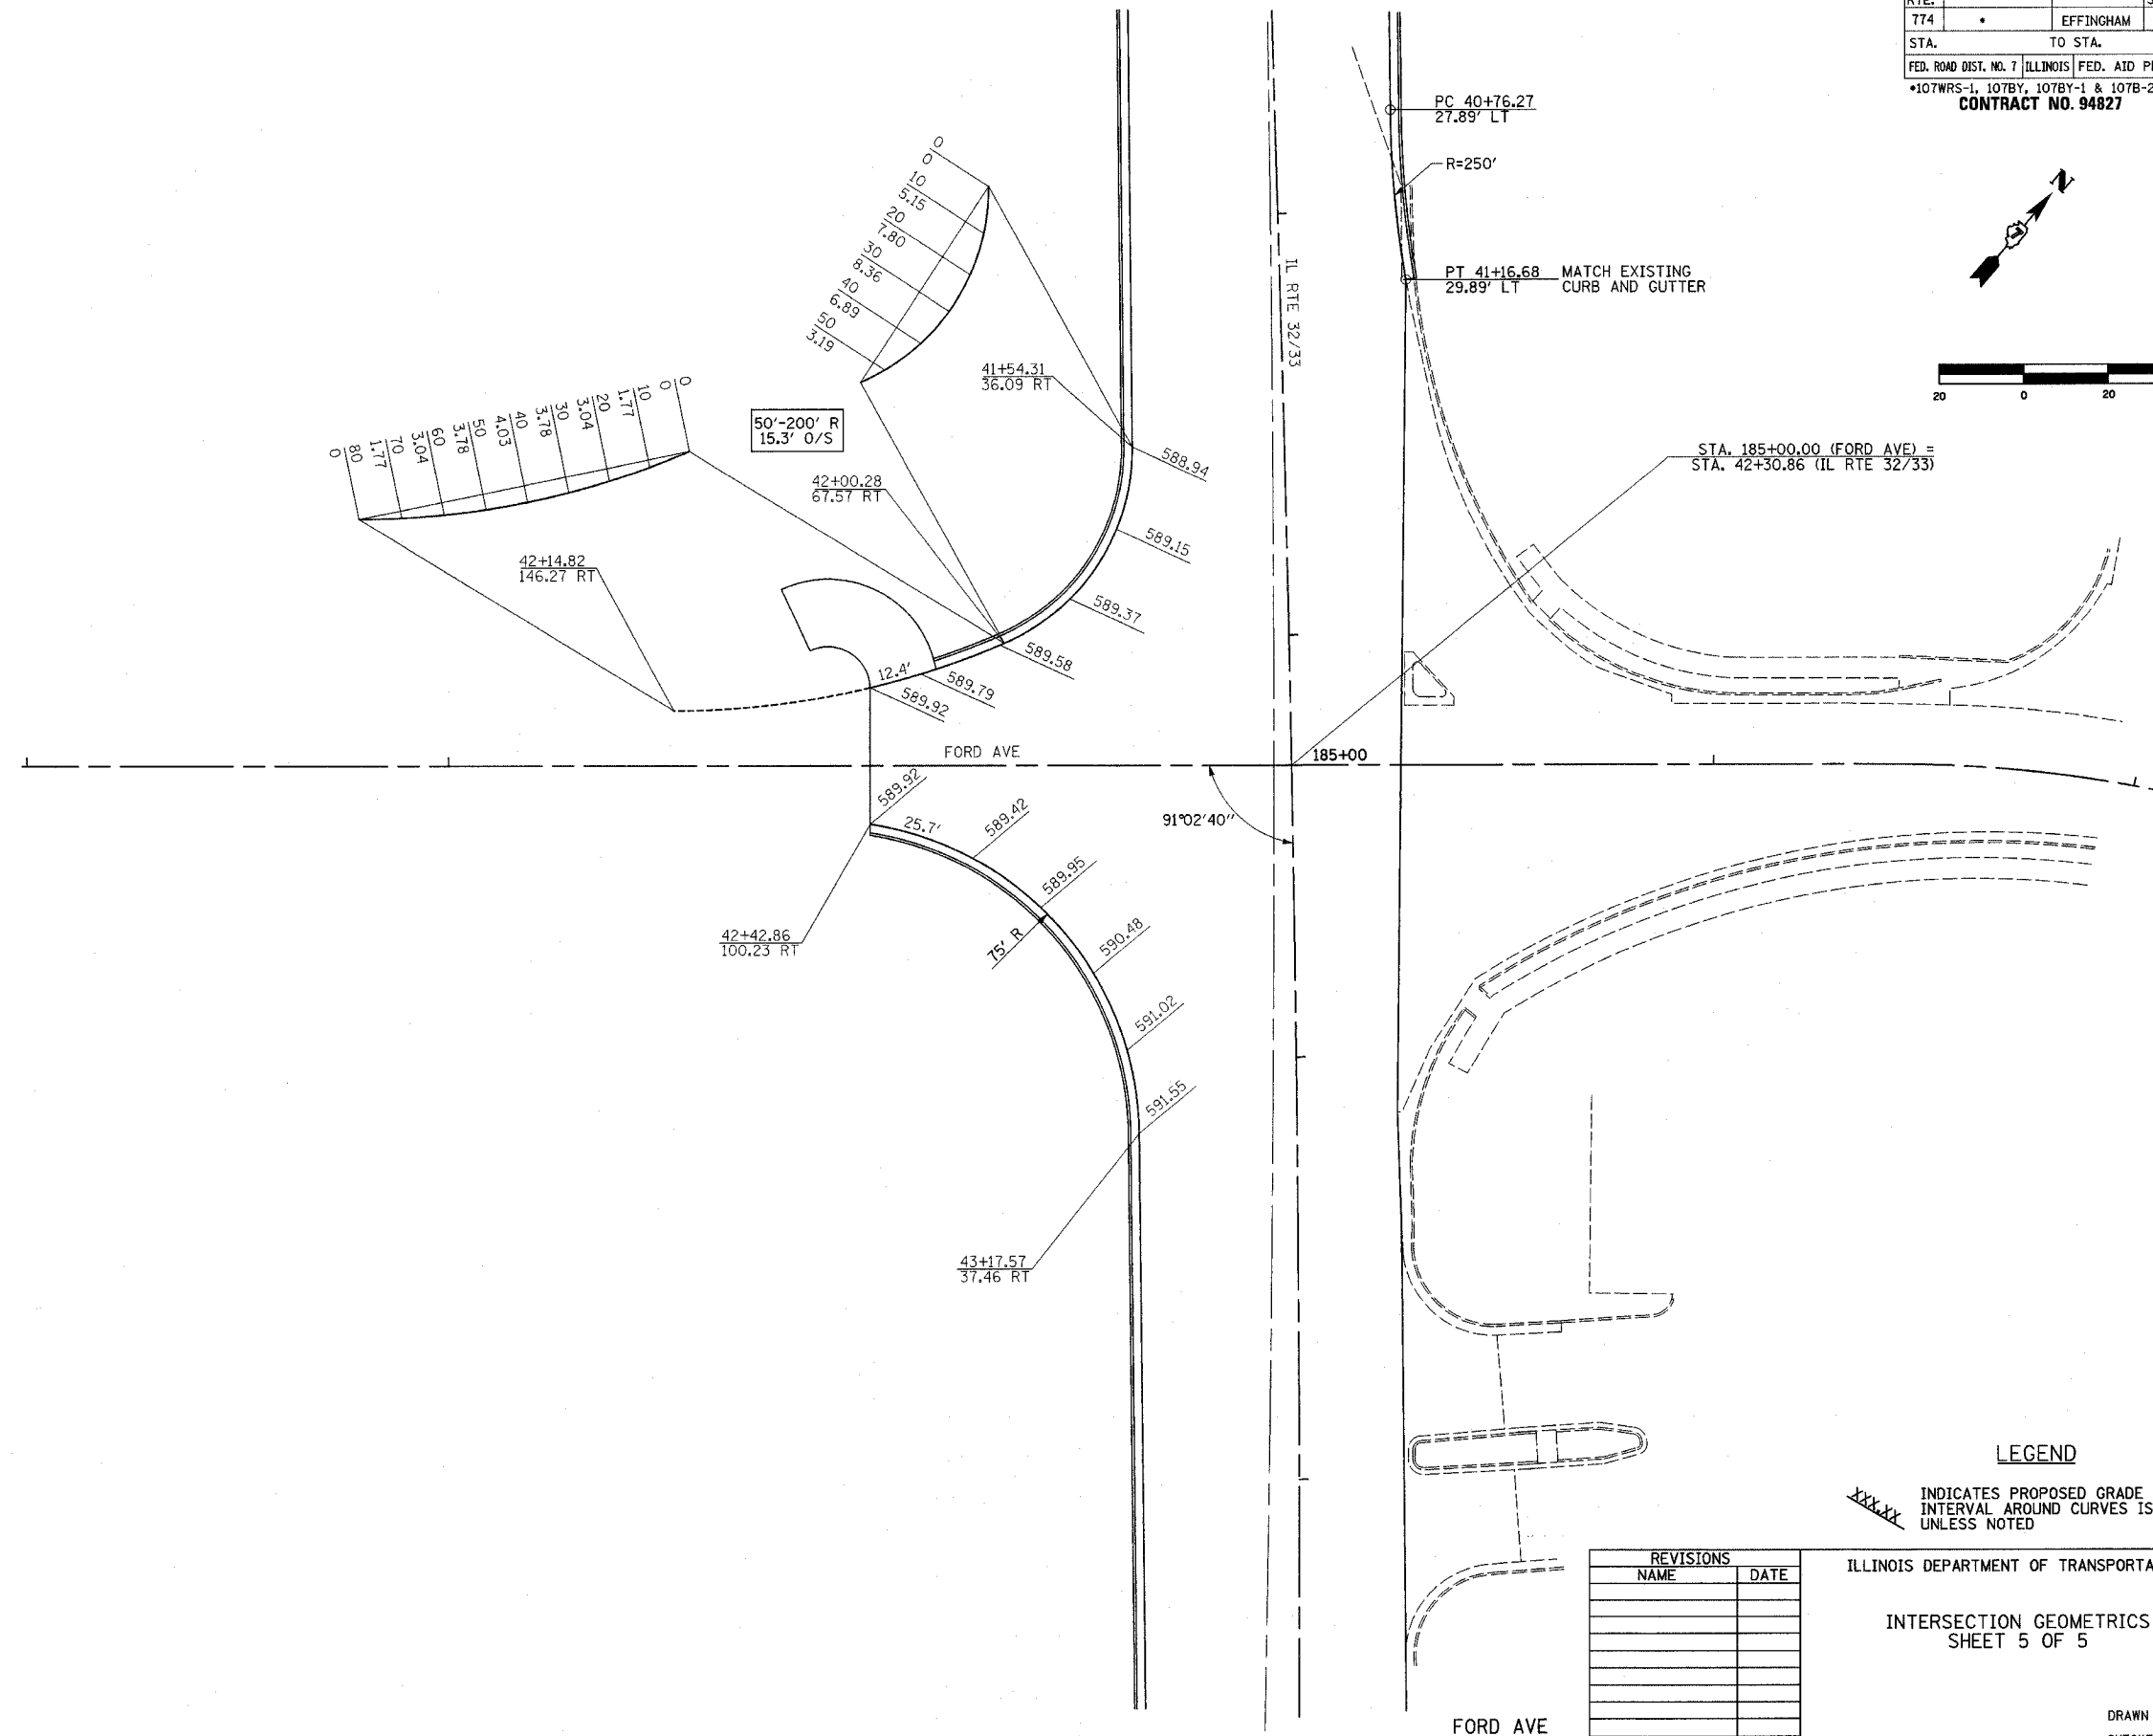 RTE.
774 * EFFINGHAM
STA. TO STA.
FED. ROAD DIST. NO. 7 ILLINOIS FED. AID
*107WRS-1, 107BY, 107BY-1 & 107B-2
CONTRACT NO. 94827
PC 40+76.27
27.89' LT
R=250'
N
PT 41+16.68 MATCH EXISTING
29.89' LT CURB AND GUTTER
IL RTE 32/33
20 0 20
0
0
10
5.15
20
7.80
30
8.36
40
6.89
50
3.19
41+54.31
36.09 RT
50'-200' R
15.3' O/S
0
0
10
1.77
20
3.04
30
3.78
40
4.03
50
3.78
60
3.04
70
1.77
80
0
42+00.28
67.57 RT
42+14.82
146.27 RT
588.94
589.15
589.37
589.58
589.79
589.92
12.4'
STA. 185+00.00 (FORD AVE) =
STA. 42+30.86 (IL RTE 32/33)
FORD AVE
185+00
91°02'40"
589.92
25.7'
589.42
589.95
590.48
591.02
591.55
75' R
42+42.86
100.23 RT
43+17.57
37.46 RT
LEGEND
XXX.XX INDICATES PROPOSED GRADE
INTERVAL AROUND CURVES IS
UNLESS NOTED
REVISIONS
NAME DATE
ILLINOIS DEPARTMENT OF
INTERSECTION GEOMETRICS
SHEET 5 OF 5
FORD AVE
DRAWN